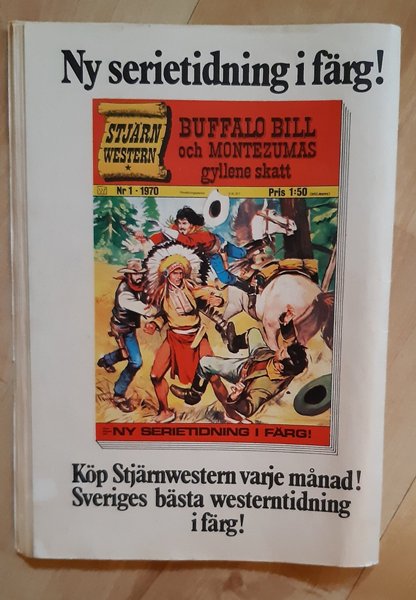 Ny serietidning i färg!
STJÄRN
WESTERN
BUFFALO BILL
och MONTEZUMAS
gyllene skatt
Nr 1 · 1970
Pris 1:50
NY SERIETIDNING I FÄRG!
Köp Stjärnwestern varje månad!
Sveriges bästa westerntidning
i färg!